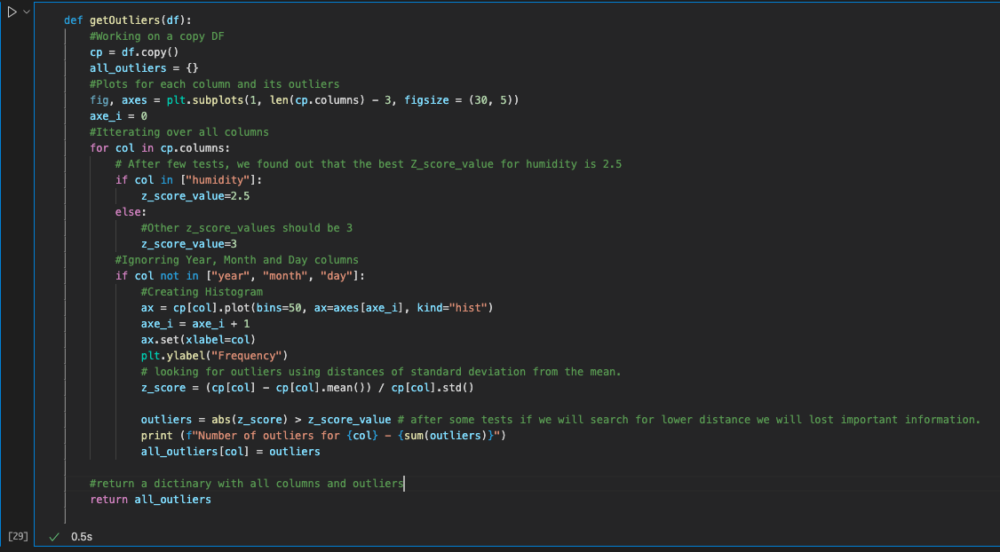 def getOutliers(df):
#Working on a copy DF
cp = df.copy()
all_outliers = {}
#Plots for each column and its outliers
fig, axes = plt.subplots(1, len(cp.columns) - 3, figsize = (30, 5))
axe_i = 0
#Itterating over all columns
for col in cp.columns:
# After few tests, we found out that the best Z_score_value for humidity is 2.5
if col in ["humidity"]:
z_score_value=2.5
else:
#Other z_score_values should be 3
z_score_value=3
#Ignorring Year, Month and Day columns
if col not in ["year", "month", "day"]:
#Creating Histogram
ax = cp[col].plot(bins=50, ax=axes[axe_i], kind="hist")
axe_i = axe_i + 1
ax.set(xlabel=col)
plt.ylabel("Frequency")
# looking for outliers using distances of standard deviation from the mean.
z_score = (cp[col] - cp[col].mean()) / cp[col].std()
outliers = abs(z_score) > z_score_value # after some tests if we will search for lower distance we will lost important information.
print (f"Number of outliers for {col} - {sum(outliers)}")
all_outliers[col] = outliers
#return a dictinary with all columns and outliers
return all_outliers
[29] 0.5s